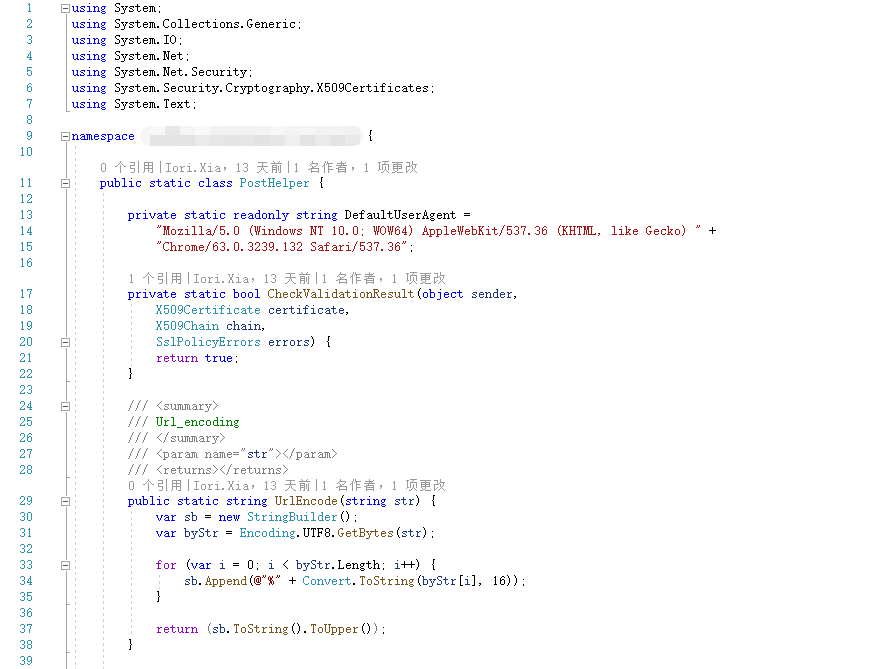 1 using System;
2 using System.Collections.Generic;
3 using System.IO;
4 using System.Net;
5 using System.Net.Security;
6 using System.Security.Cryptography.X509Certificates;
7 using System.Text;
8
9 namespace {
10
0 个引用|Iori.Xia，13 天前|1 名作者，1 项更改
11 public static class PostHelper {
12
13 private static readonly string DefaultUserAgent =
14 "Mozilla/5.0 (Windows NT 10.0; WOW64) AppleWebKit/537.36 (KHTML, like Gecko) " +
15 "Chrome/63.0.3239.132 Safari/537.36";
16
1 个引用|Iori.Xia，13 天前|1 名作者，1 项更改
17 private static bool CheckValidationResult(object sender,
18 X509Certificate certificate,
19 X509Chain chain,
20 SslPolicyErrors errors) {
21 return true;
22 }
23
24 /// <summary>
25 /// Url_encoding
26 /// </summary>
27 /// <param name="str"></param>
28 /// <returns></returns>
0 个引用|Iori.Xia，13 天前|1 名作者，1 项更改
29 public static string UrlEncode(string str) {
30 var sb = new StringBuilder();
31 var byStr = Encoding.UTF8.GetBytes(str);
32
33 for (var i = 0; i < byStr.Length; i++) {
34 sb.Append(@"%" + Convert.ToString(byStr[i], 16));
35 }
36
37 return (sb.ToString().ToUpper());
38 }
39